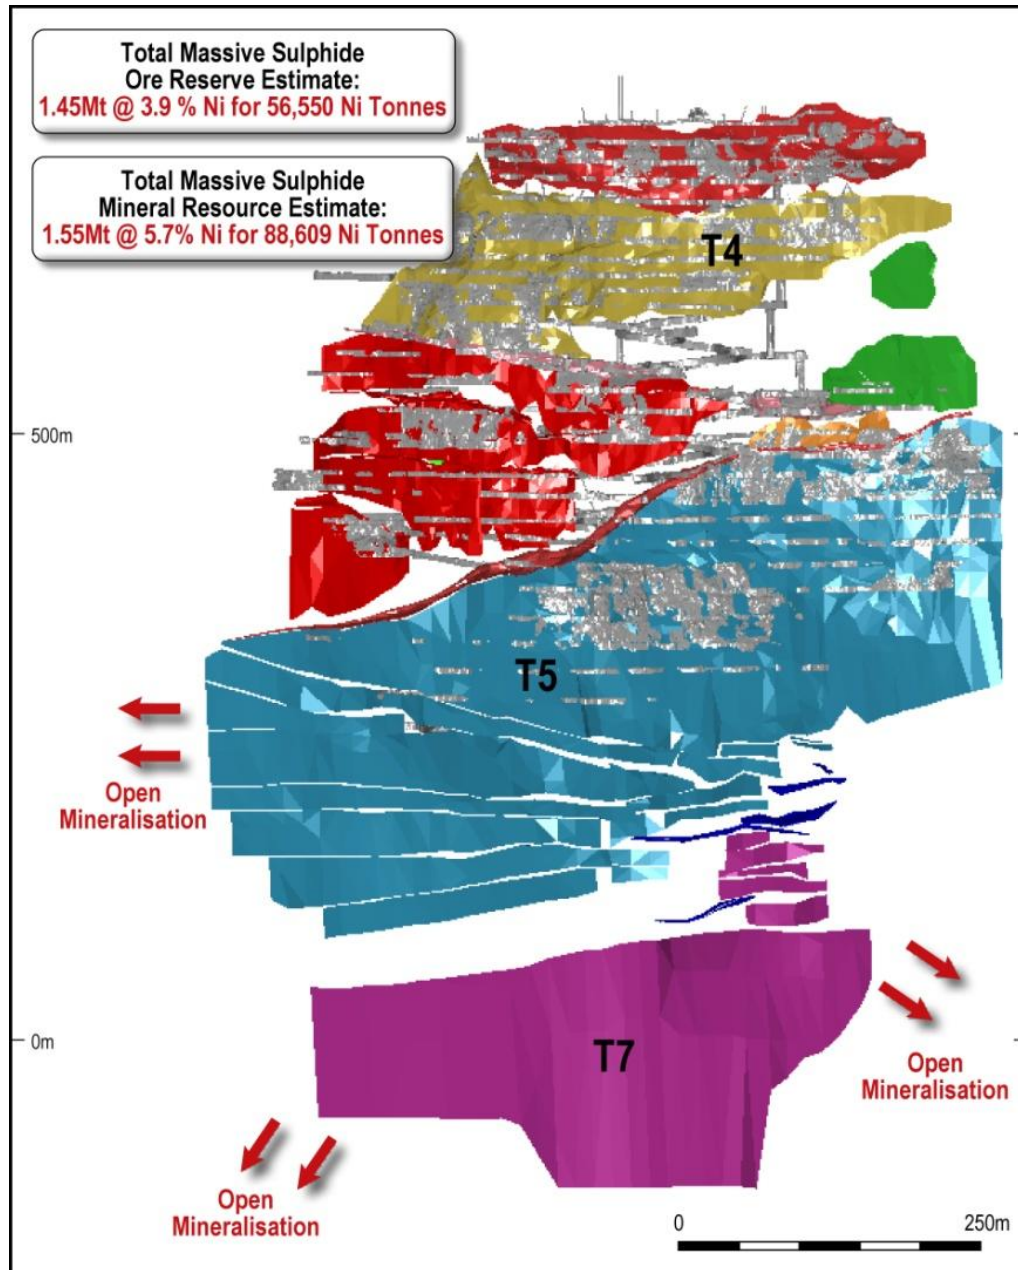 Total Massive Sulphide
Ore Reserve Estimate:
1.45Mt @ 3.9 % Ni for 56,550 Ni Tonnes
Total Massive Sulphide
Mineral Resource Estimate:
1.55Mt @ 5.7% Ni for 88,609 Ni Tonnes
T4
500m
T5
Open
Mineralisation
0m
T7
Open
Mineralisation
Open
Mineralisation
0
250m